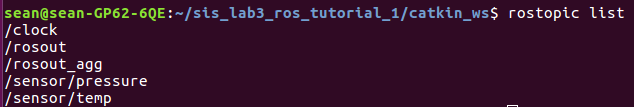 sean@sean-GP62-6QE:~/sis_lab3_ros_tutorial_1/catkin_ws$ rostopic list
/clock
/rosout
/rosout_agg
/sensor/pressure
/sensor/temp